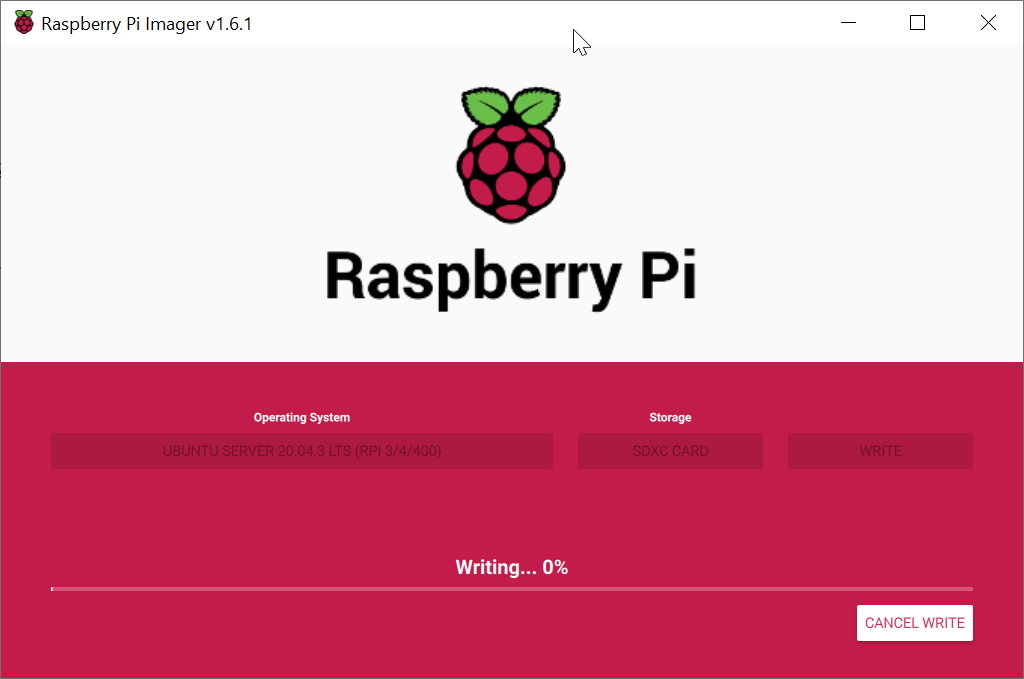 Raspberry Pi Imager v1.6.1
Raspberry Pi
Operating System
Storage
UBUNTU SERVER 20.04.3 LTS (RPI 3/4/400)
SDXC CARD
WRITE
Writing... 0%
CANCEL WRITE